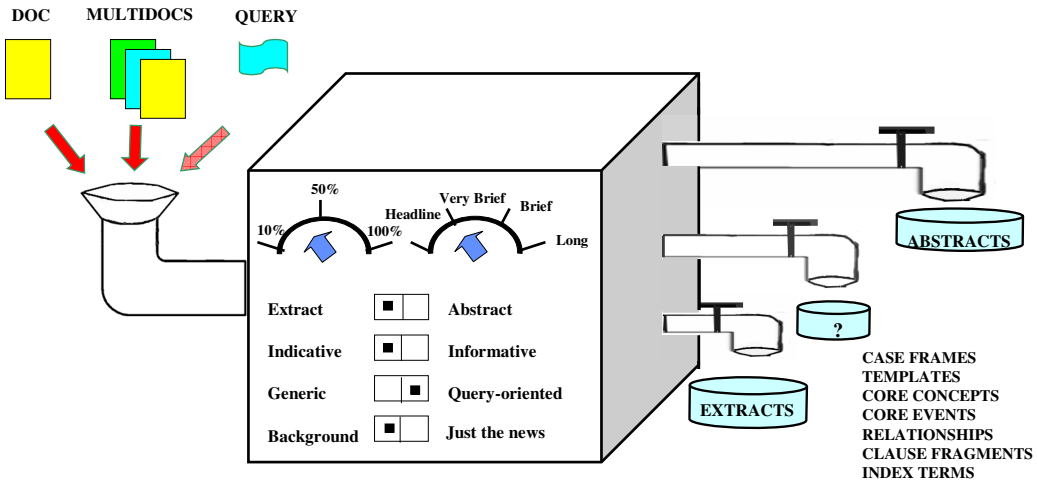 DOC
MULTIDOCS
QUERY
50%
10%
100%
Headline
Very Brief
Brief
Long
Extract
Abstract
Indicative
Informative
Generic
Query-oriented
Background
Just the news
ABSTRACTS
?
EXTRACTS
CASE FRAMES
TEMPLATES
CORE CONCEPTS
CORE EVENTS
RELATIONSHIPS
CLAUSE FRAGMENTS
INDEX TERMS